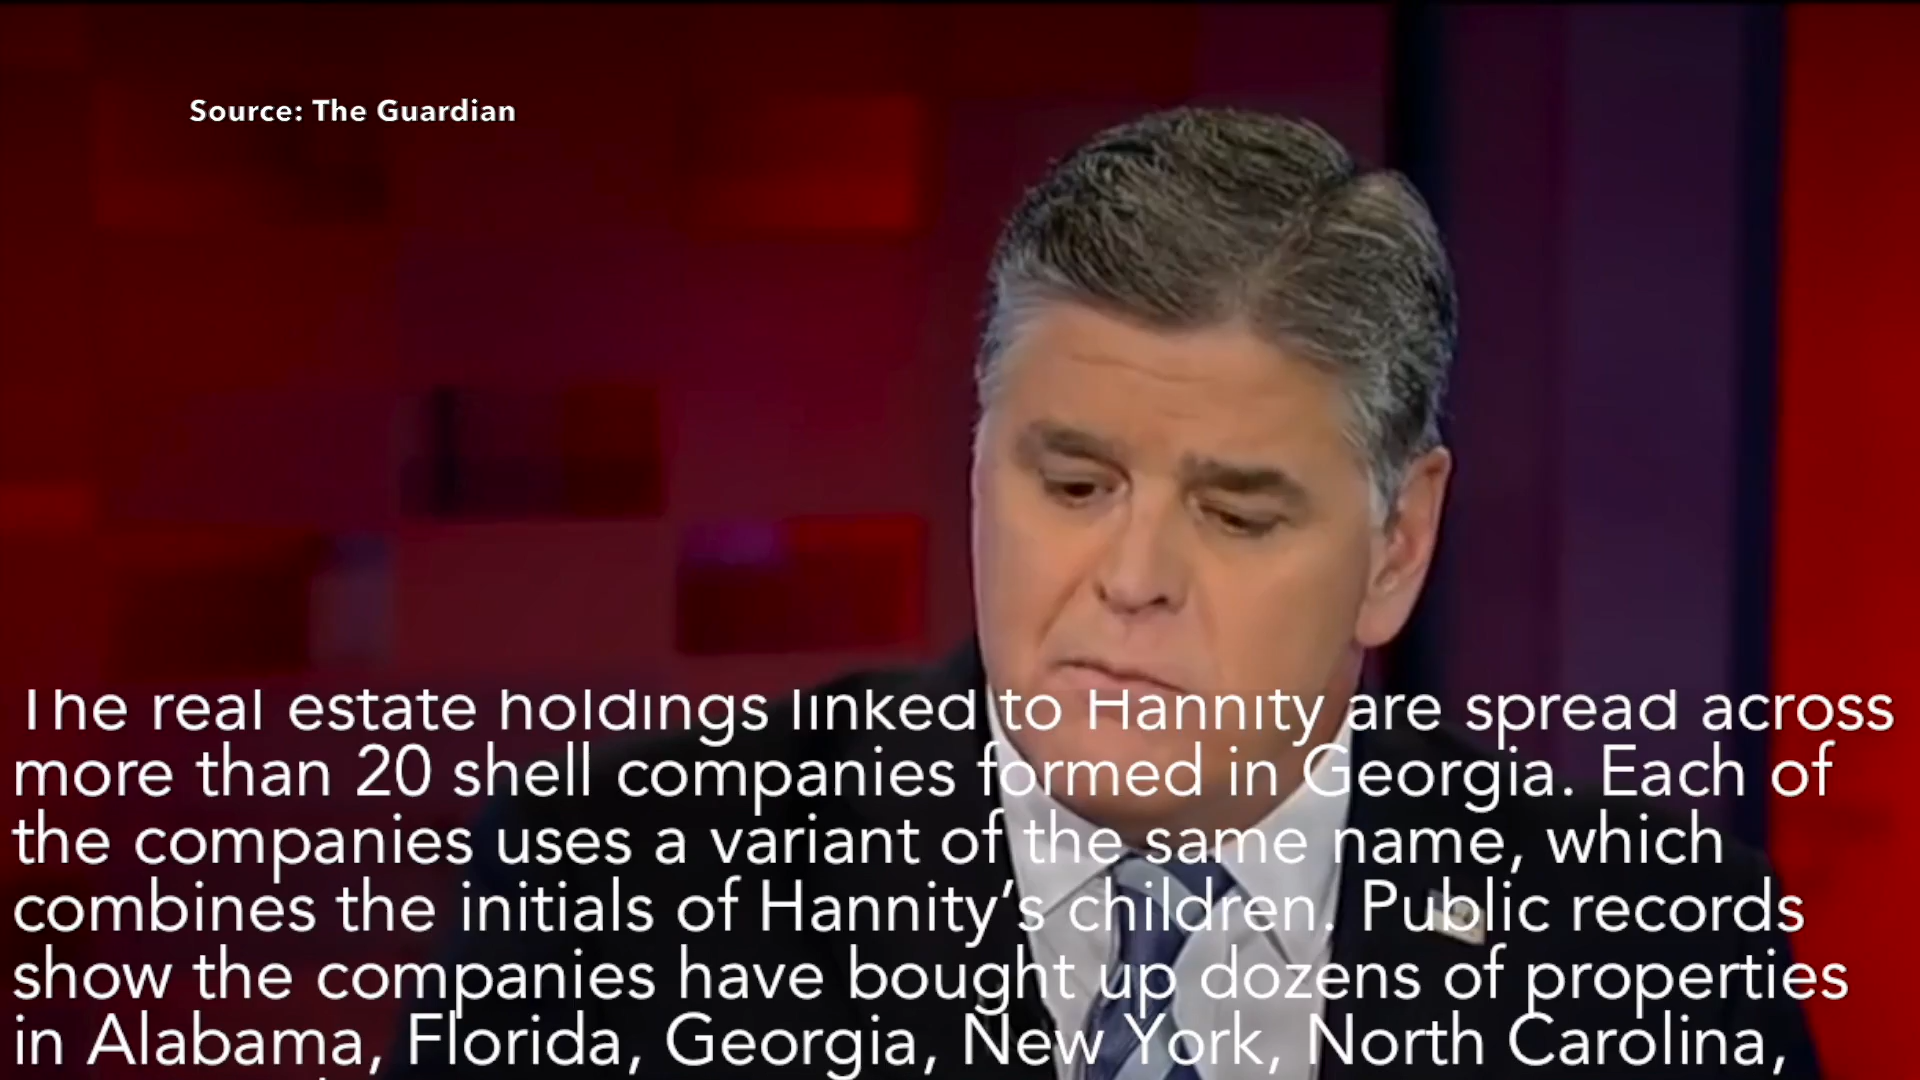 Source: The Guardian
The real estate holdings linked to Hannity are spread across
more than 20 shell companies formed in Georgia. Each of
the companies uses a variant of the same name, which
combines the initials of Hannity’s children. Public records
show the companies have bought up dozens of properties
in Alabama, Florida, Georgia, New York, North Carolina,